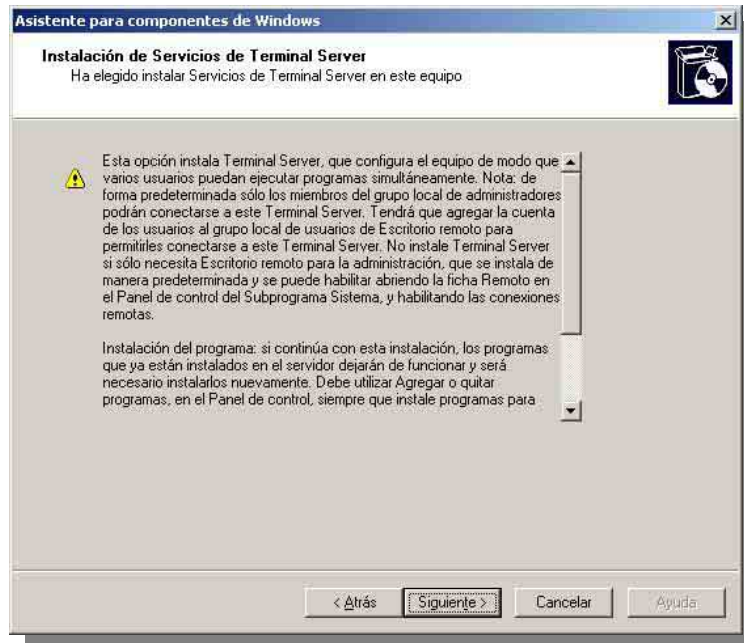 Asistente para componentes de Windows
Instalación de Servicios de Terminal Server
Ha elegido instalar Servicios de Terminal Server en este equipo
Esta opción instala Terminal Server, que configura el equipo de modo que
varios usuarios puedan ejecutar programas simultáneamente. Nota: de
forma predeterminada sólo los miembros del grupo local de administradores
podrán conectarse a este Terminal Server. Tendrá que agregar la cuenta
de los usuarios al grupo local de usuarios de Escritorio remoto para
permitirles conectarse a este Terminal Server. No instale Terminal Server
si sólo necesita Escritorio remoto para la administración, que se instala de
manera predeterminada y se puede habilitar abriendo la ficha Remoto en
el Panel de control del Subprograma Sistema, y habilitando las conexiones
remotas.
Instalación del programa: si continúa con esta instalación, los programas
que ya están instalados en el servidor dejarán de funcionar y será
necesario instalarlos nuevamente. Debe utilizar Agregar o quitar
programas, en el Panel de control, siempre que instale programas para
< Atrás Siguiente > Cancelar Ayuda